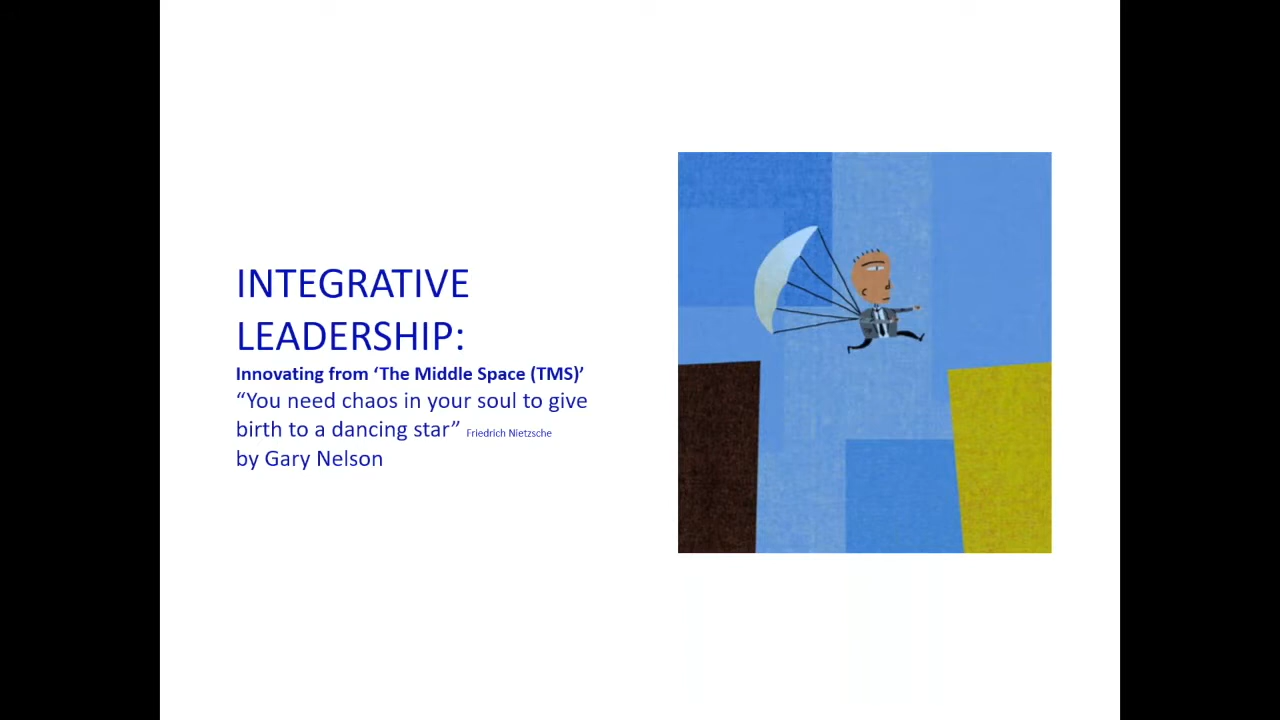 INTEGRATIVE
LEADERSHIP:
Innovating from ‘The Middle Space (TMS)’
“You need chaos in your soul to give
birth to a dancing star” Friedrich Nietzsche
by Gary Nelson